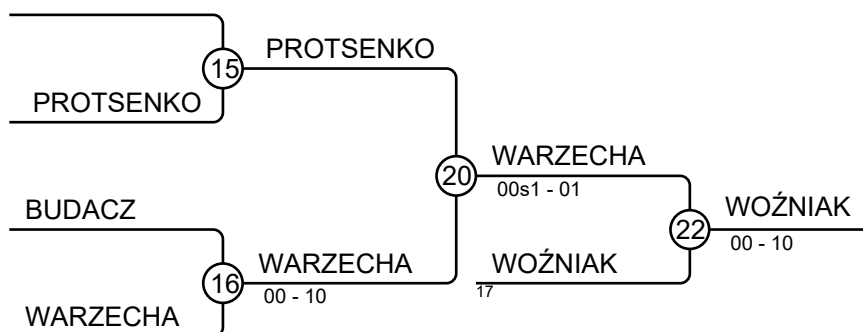 PROTSENKO
15
PROTSENKO
WARZECHA
20
00s1 - 01
BUDACZ
WOŹNIAK
22
00 - 10
WARZECHA
16
00 - 10
WOŹNIAK
17
WARZECHA